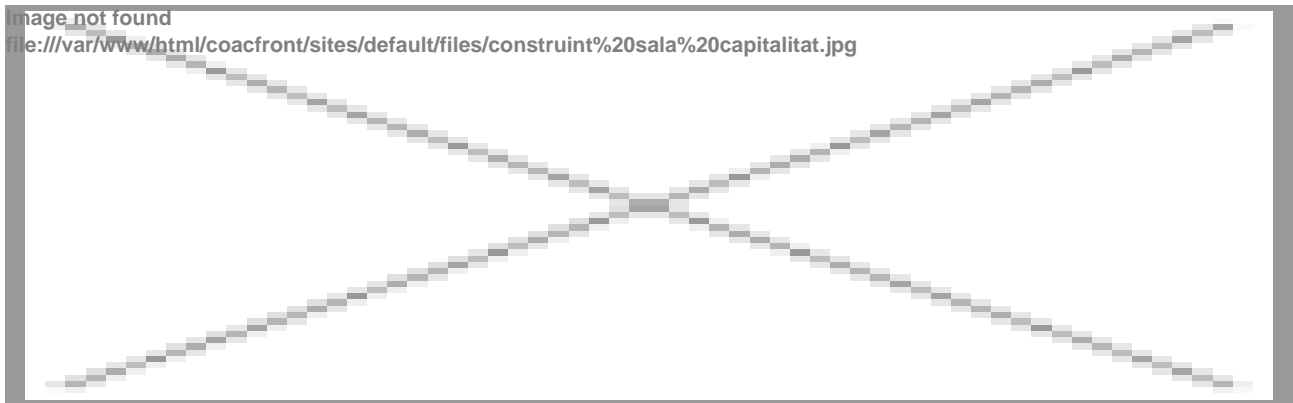 Image not found
file:///var/www/html/coacfront/sites/default/files/construint%20sala%20capitalitat.jpg